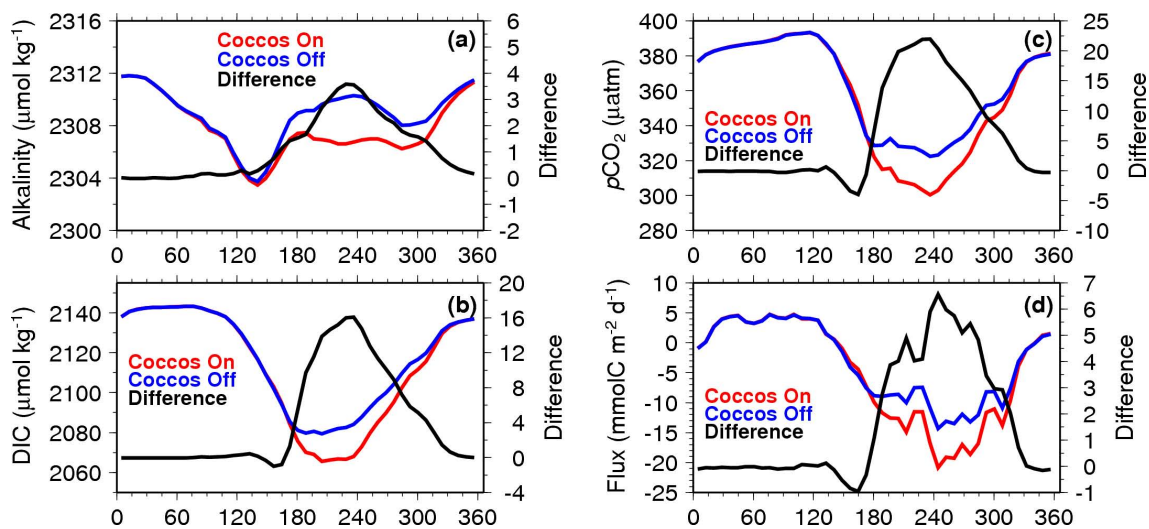 (a)
Coccos On
Coccos Off
Difference
Alkalinity (μmol kg⁻¹)
2316
2312
2308
2304
2300
6
5
4
3
2
1
0
-1
-2
Difference
0 60 120 180 240 300 360
(c)
Coccos On
Coccos Off
Difference
pCO₂ (μatm)
400
380
360
340
320
300
280
25
20
15
10
5
0
-5
-10
Difference
0 60 120 180 240 300 360
(b)
Coccos On
Coccos Off
Difference
DIC (μmol kg⁻¹)
2140
2120
2100
2080
2060
20
16
12
8
4
0
-4
Difference
0 60 120 180 240 300 360
(d)
Coccos On
Coccos Off
Difference
Flux (mmolC m⁻² d⁻¹)
10
5
0
-5
-10
-15
-20
-25
7
6
5
4
3
2
1
0
-1
Difference
0 60 120 180 240 300 360